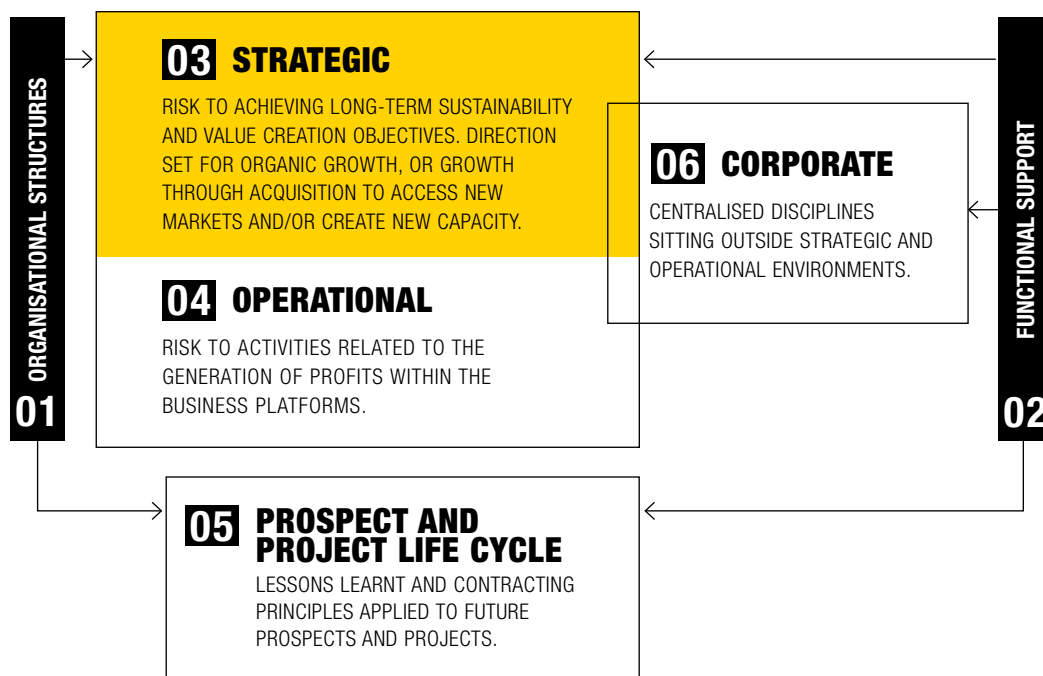 01 ORGANISATIONAL STRUCTURES
02 FUNCTIONAL SUPPORT
03 STRATEGIC
RISK TO ACHIEVING LONG-TERM SUSTAINABILITY
AND VALUE CREATION OBJECTIVES. DIRECTION
SET FOR ORGANIC GROWTH, OR GROWTH
THROUGH ACQUISITION TO ACCESS NEW
MARKETS AND/OR CREATE NEW CAPACITY.
04 OPERATIONAL
RISK TO ACTIVITIES RELATED TO THE
GENERATION OF PROFITS WITHIN THE
BUSINESS PLATFORMS.
05 PROSPECT AND
PROJECT LIFE CYCLE
LESSONS LEARNT AND CONTRACTING
PRINCIPLES APPLIED TO FUTURE
PROSPECTS AND PROJECTS.
06 CORPORATE
CENTRALISED DISCIPLINES
SITTING OUTSIDE STRATEGIC AND
OPERATIONAL ENVIRONMENTS.